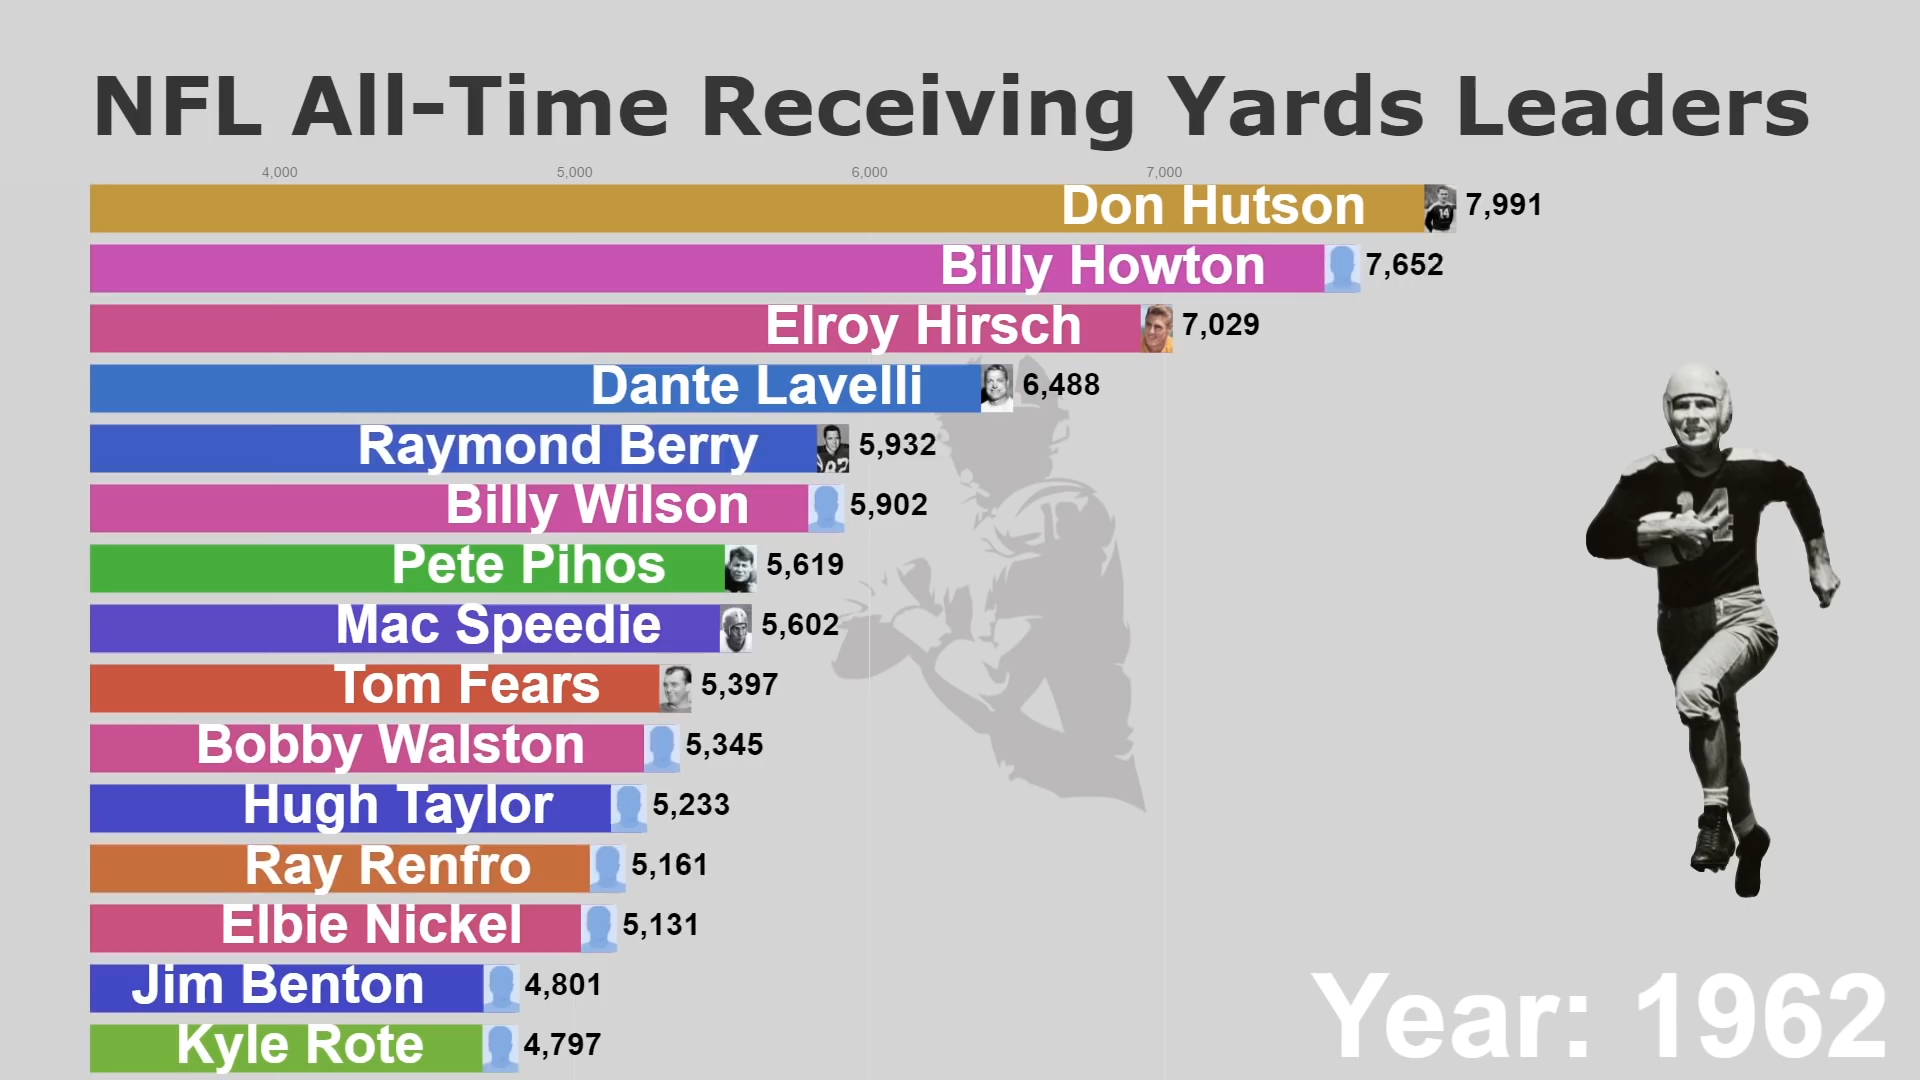 NFL All-Time Receiving Yards Leaders
4,000 5,000 6,000 7,000
Don Hutson 7,991
Billy Howton 7,652
Elroy Hirsch 7,029
Dante Lavelli 6,488
Raymond Berry 5,932
Billy Wilson 5,902
Pete Pihos 5,619
Mac Speedie 5,602
Tom Fears 5,397
Bobby Walston 5,345
Hugh Taylor 5,233
Ray Renfro 5,161
Elbie Nickel 5,131
Jim Benton 4,801
Kyle Rote 4,797
14
Year: 1962